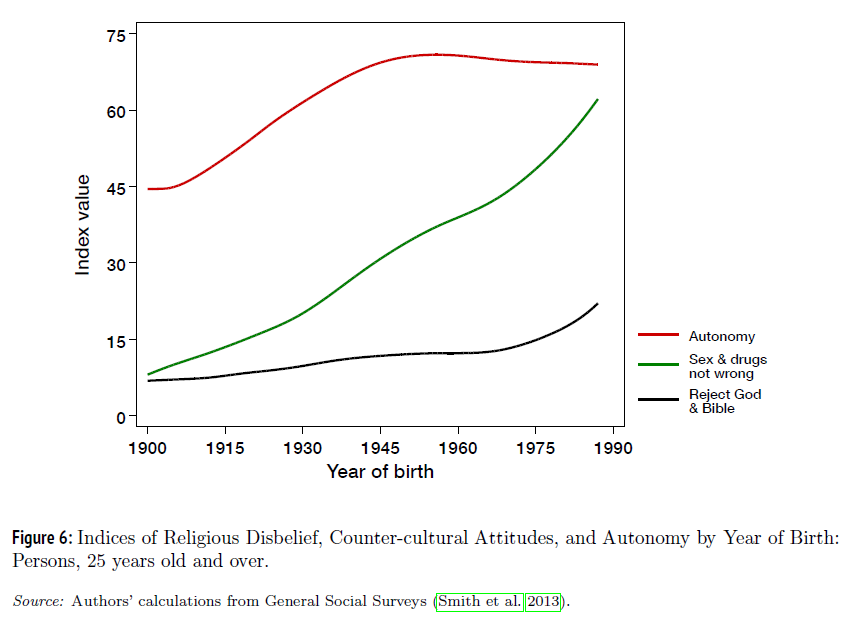 75
60
45
30
15
0
Index value
1900 1915 1930 1945 1960 1975 1990
Year of birth
Autonomy
Sex & drugs
not wrong
Reject God
& Bible
Figure 6: Indices of Religious Disbelief, Counter-cultural Attitudes, and Autonomy by Year of Birth:
Persons, 25 years old and over.
Source: Authors' calculations from General Social Surveys (Smith et al. 2013).